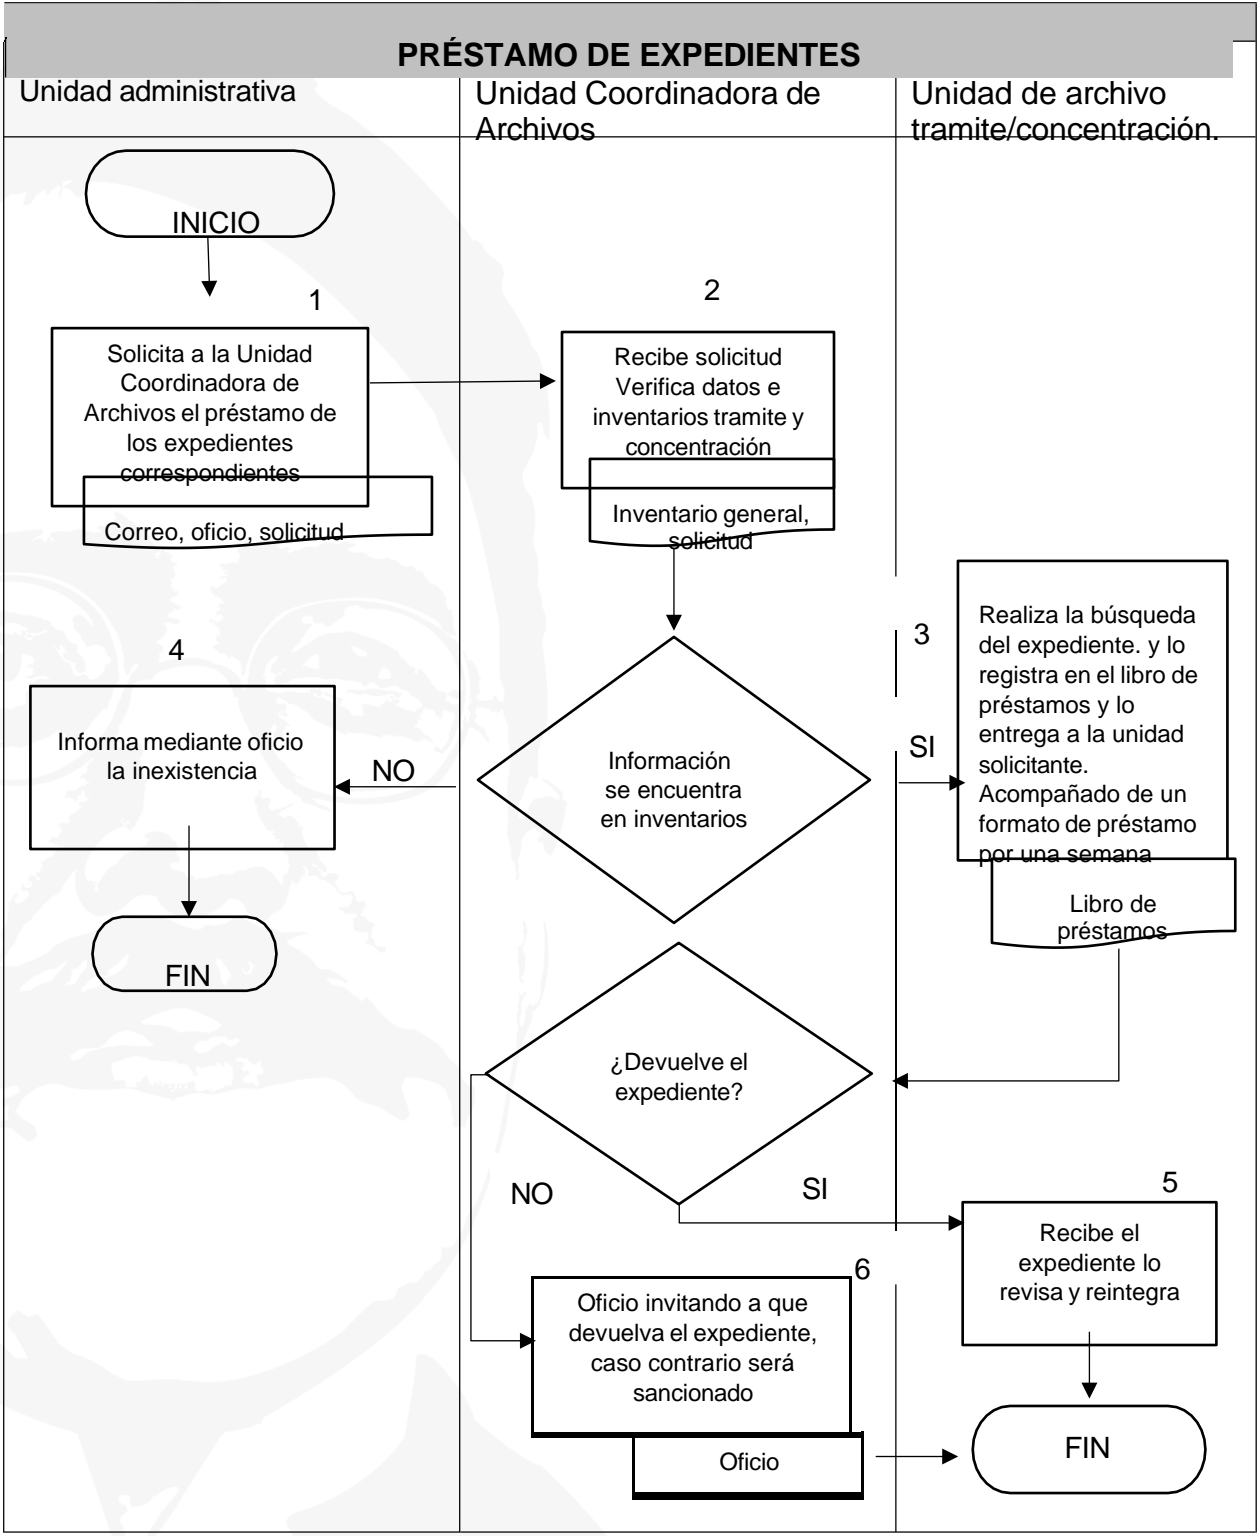 PRÉSTAMO DE EXPEDIENTES
Unidad administrativa
Unidad Coordinadora de
Archivos
Unidad de archivo
tramite/concentración.
INICIO
1
Solicita a la Unidad
Coordinadora de
Archivos el préstamo de
los expedientes
correspondientes
Correo, oficio, solicitud
2
Recibe solicitud
Verifica datos e
inventarios tramite y
concentración
Inventario general,
solicitud
3
Realiza la búsqueda
del expediente. y lo
registra en el libro de
préstamos y lo
entrega a la unidad
solicitante.
Acompañado de un
formato de préstamo
por una semana
Libro de
préstamos
4
Informa mediante oficio
la inexistencia
NO
Información
se encuentra
en inventarios
SI
FIN
¿Devuelve el
expediente?
NO
SI
5
Recibe el
expediente lo
revisa y reintegra
6
Oficio invitando a que
devuelva el expediente,
caso contrario será
sancionado
Oficio
FIN